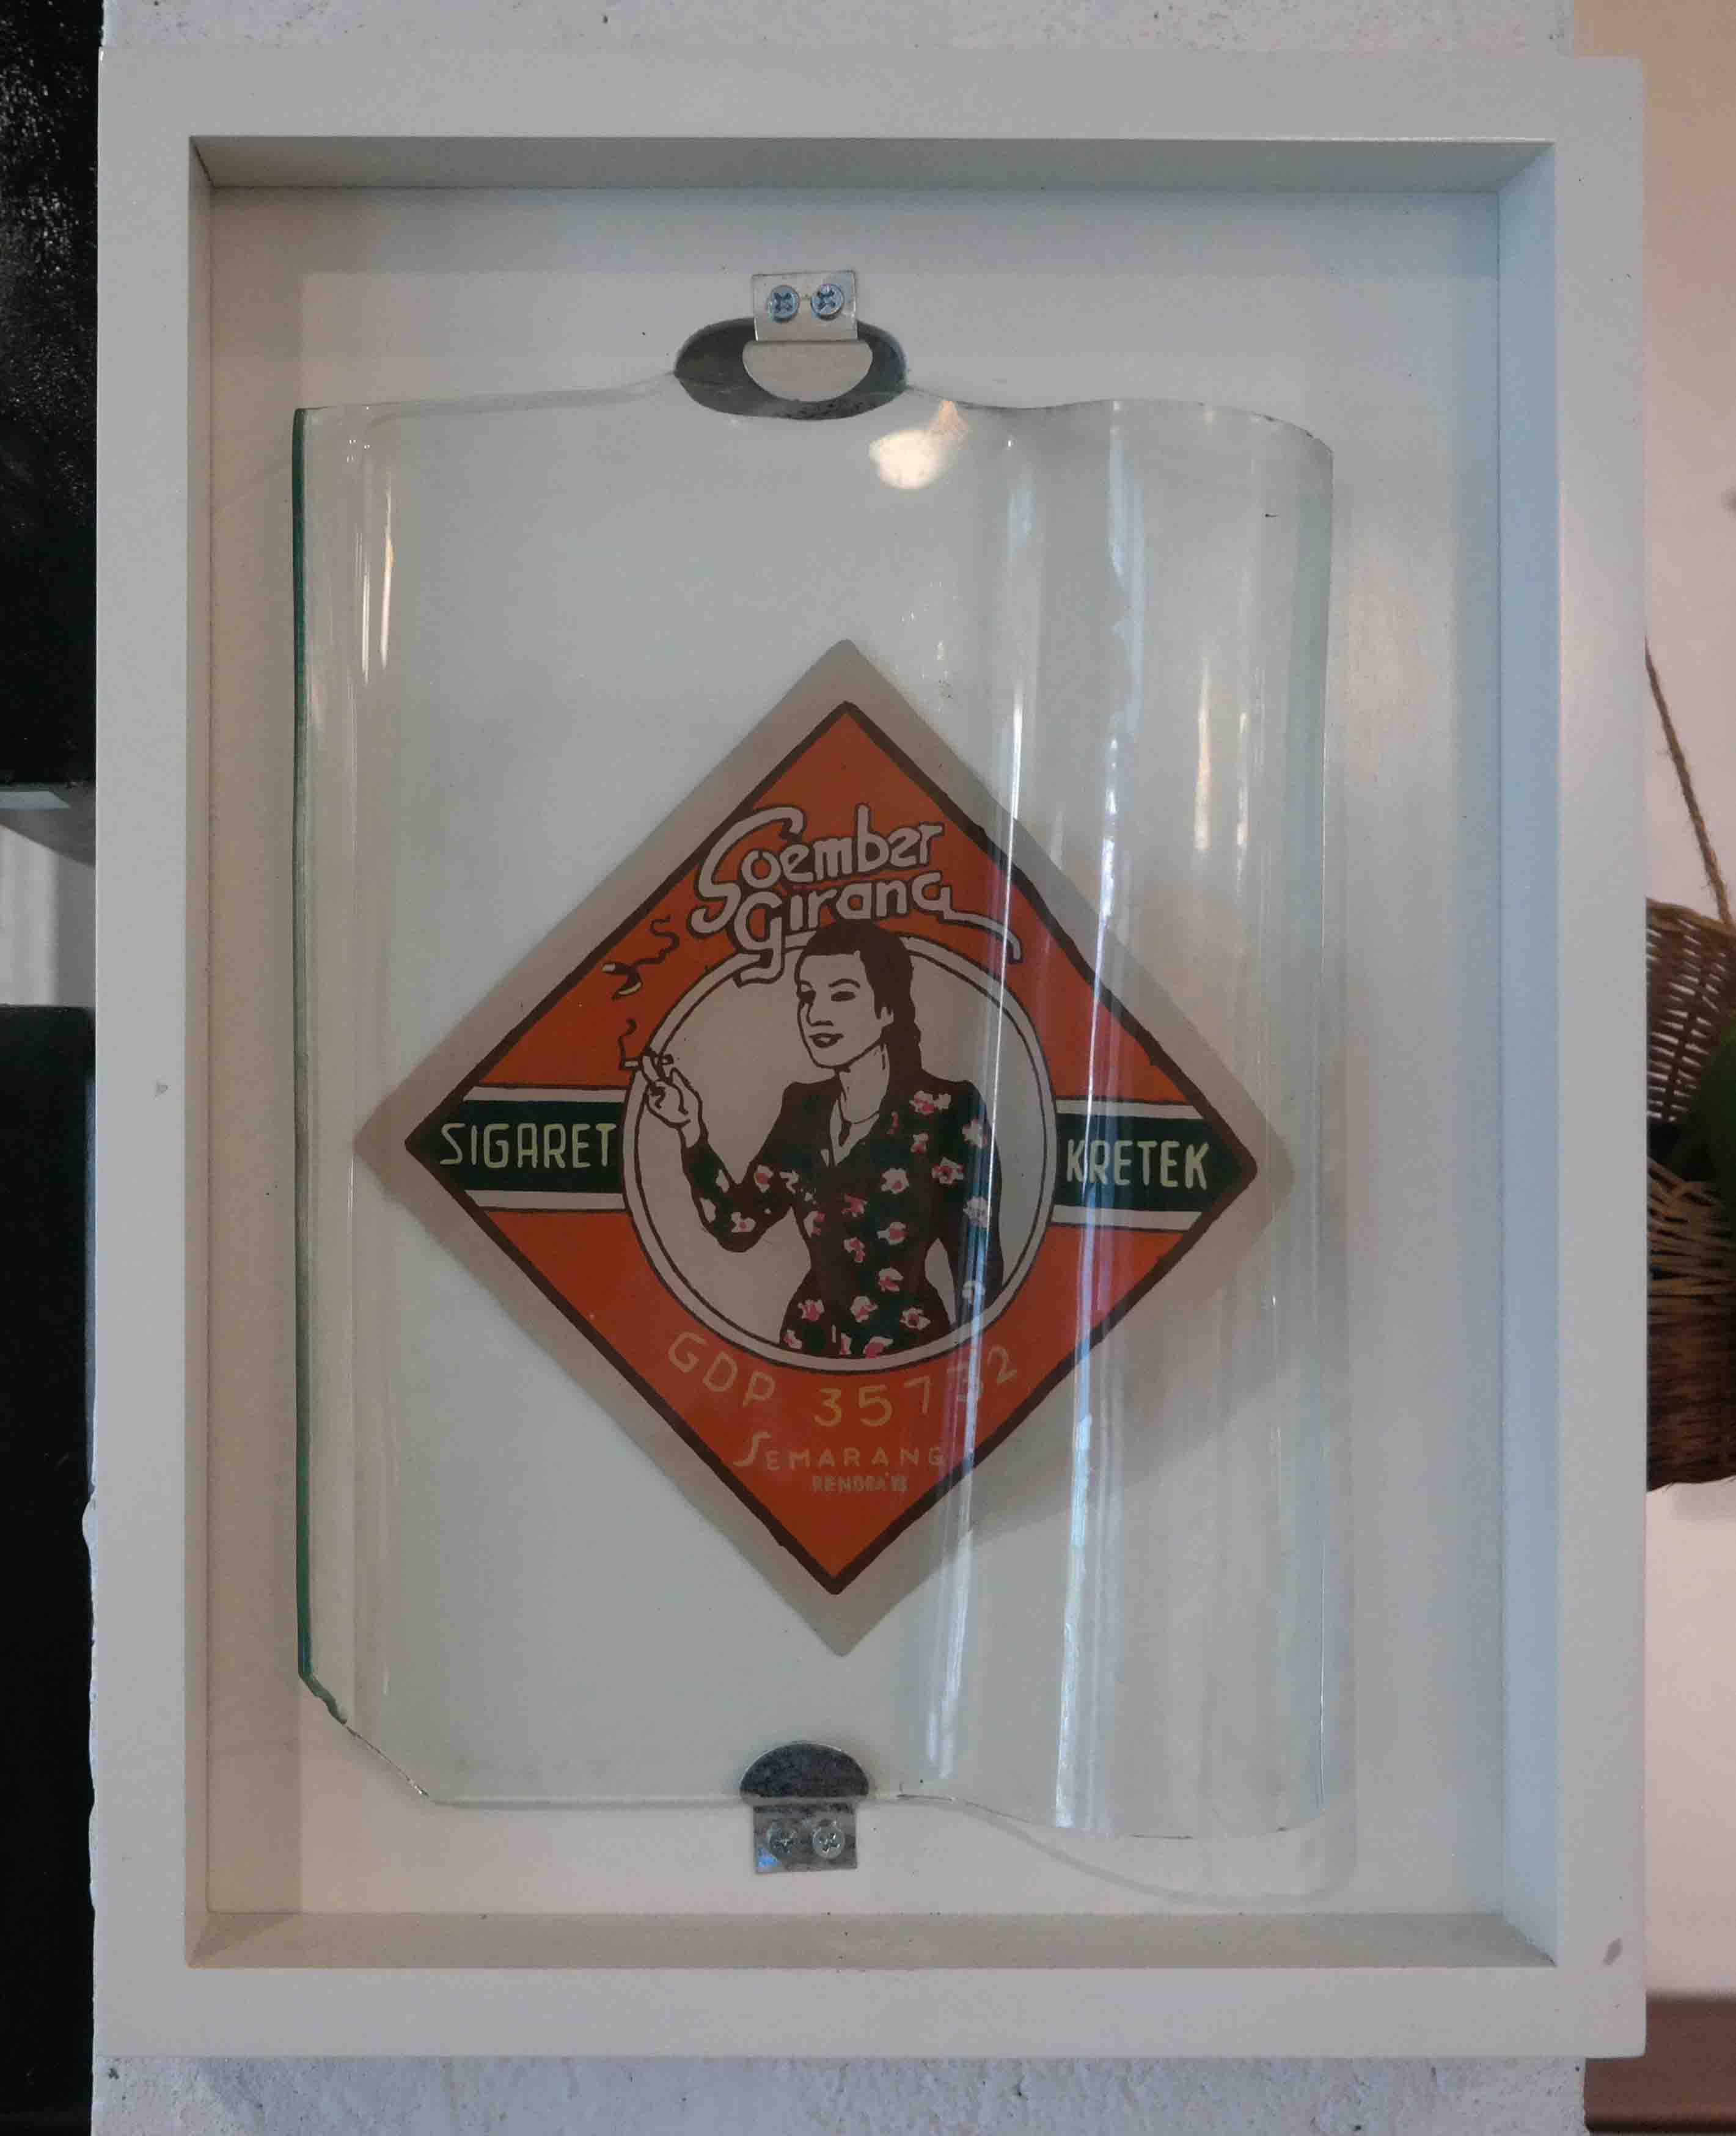 Soember
Girang
SIGARET KRETEK
GDP 35732
SEMARANG